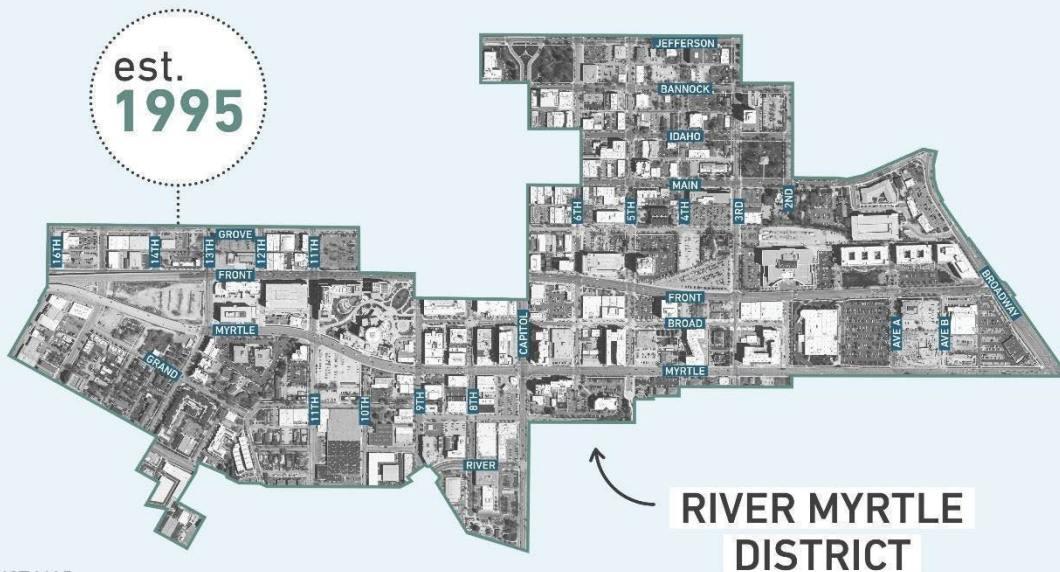 est.
1995
JEFFERSON
BANNOCK
IDAHO
MAIN
6TH
5TH
4TH
3RD
2ND
GROVE
16TH
14TH
13TH
12TH
11TH
FRONT
FRONT
BROADWAY
MYRTLE
CAPITOL
BROAD
AVE A
AVE B
GRAND
MYRTLE
11TH
10TH
9TH
8TH
RIVER
RIVER MYRTLE
DISTRICT